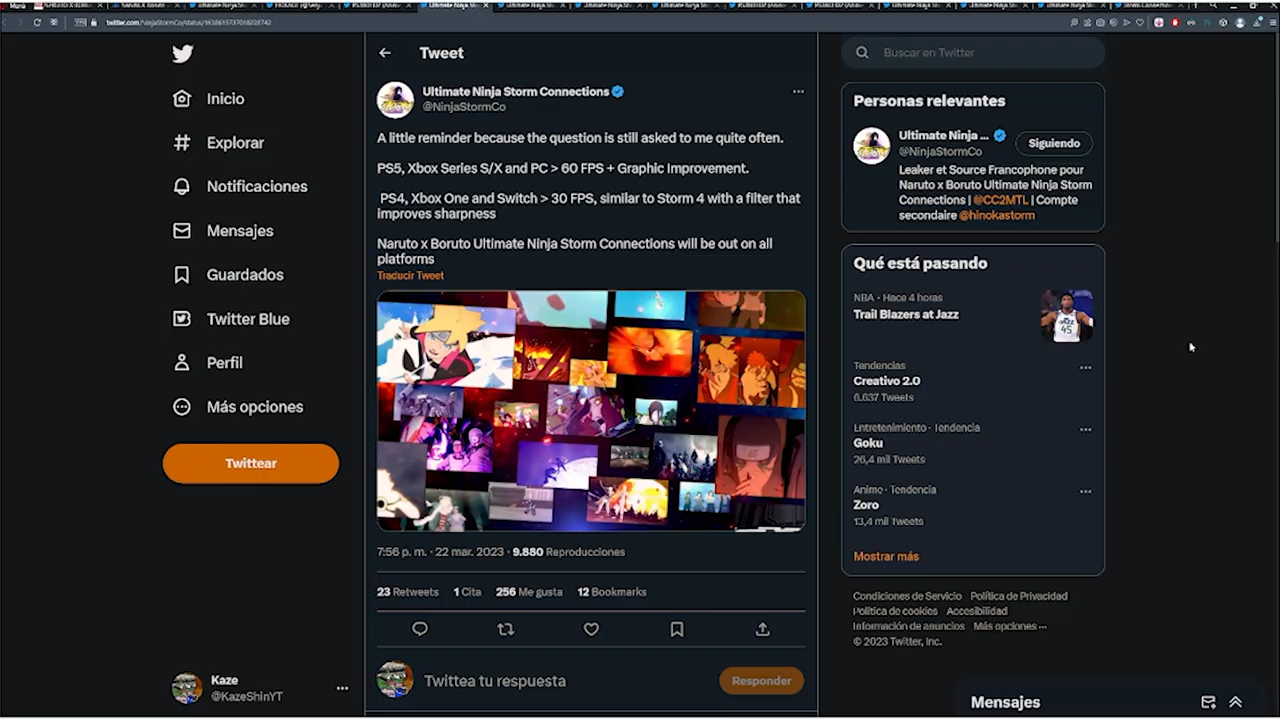 Menú
twitter.com/NinjaStormCo/status/1638615737018228742
Inicio
Explorar
Notificaciones
Mensajes
Guardados
Twitter Blue
Perfil
Más opciones
Twittear
Kaze
@KazeShinYT
Tweet
Ultimate Ninja Storm Connections
@NinjaStormCo
A little reminder because the question is still asked to me quite often.
PS5, Xbox Series S/X and PC > 60 FPS + Graphic Improvement.
PS4, Xbox One and Switch > 30 FPS, similar to Storm 4 with a filter that
improves sharpness
Naruto x Boruto Ultimate Ninja Storm Connections will be out on all
platforms
Traducir Tweet
7:56 p. m. · 22 mar. 2023 · 9.880 Reproducciones
23 Retweets 1 Cita 256 Me gusta 12 Bookmarks
Twittea tu respuesta
Responder
Buscar en Twitter
Personas relevantes
Ultimate Ninja ...
@NinjaStormCo
Siguiendo
Leaker et Source Francophone pour
Naruto x Boruto Ultimate Ninja Storm
Connections | @CC2MTL | Compte
secondaire @hinokastorm
Qué está pasando
NBA · Hace 4 horas
Trail Blazers at Jazz
Tendencias
Creativo 2.0
6.637 Tweets
Entretenimiento · Tendencia
Goku
26,4 mil Tweets
Anime · Tendencia
Zoro
13,4 mil Tweets
Mostrar más
Condiciones de Servicio Política de Privacidad
Política de cookies Accesibilidad
Información de anuncios Más opciones ···
© 2023 Twitter, Inc.
Mensajes